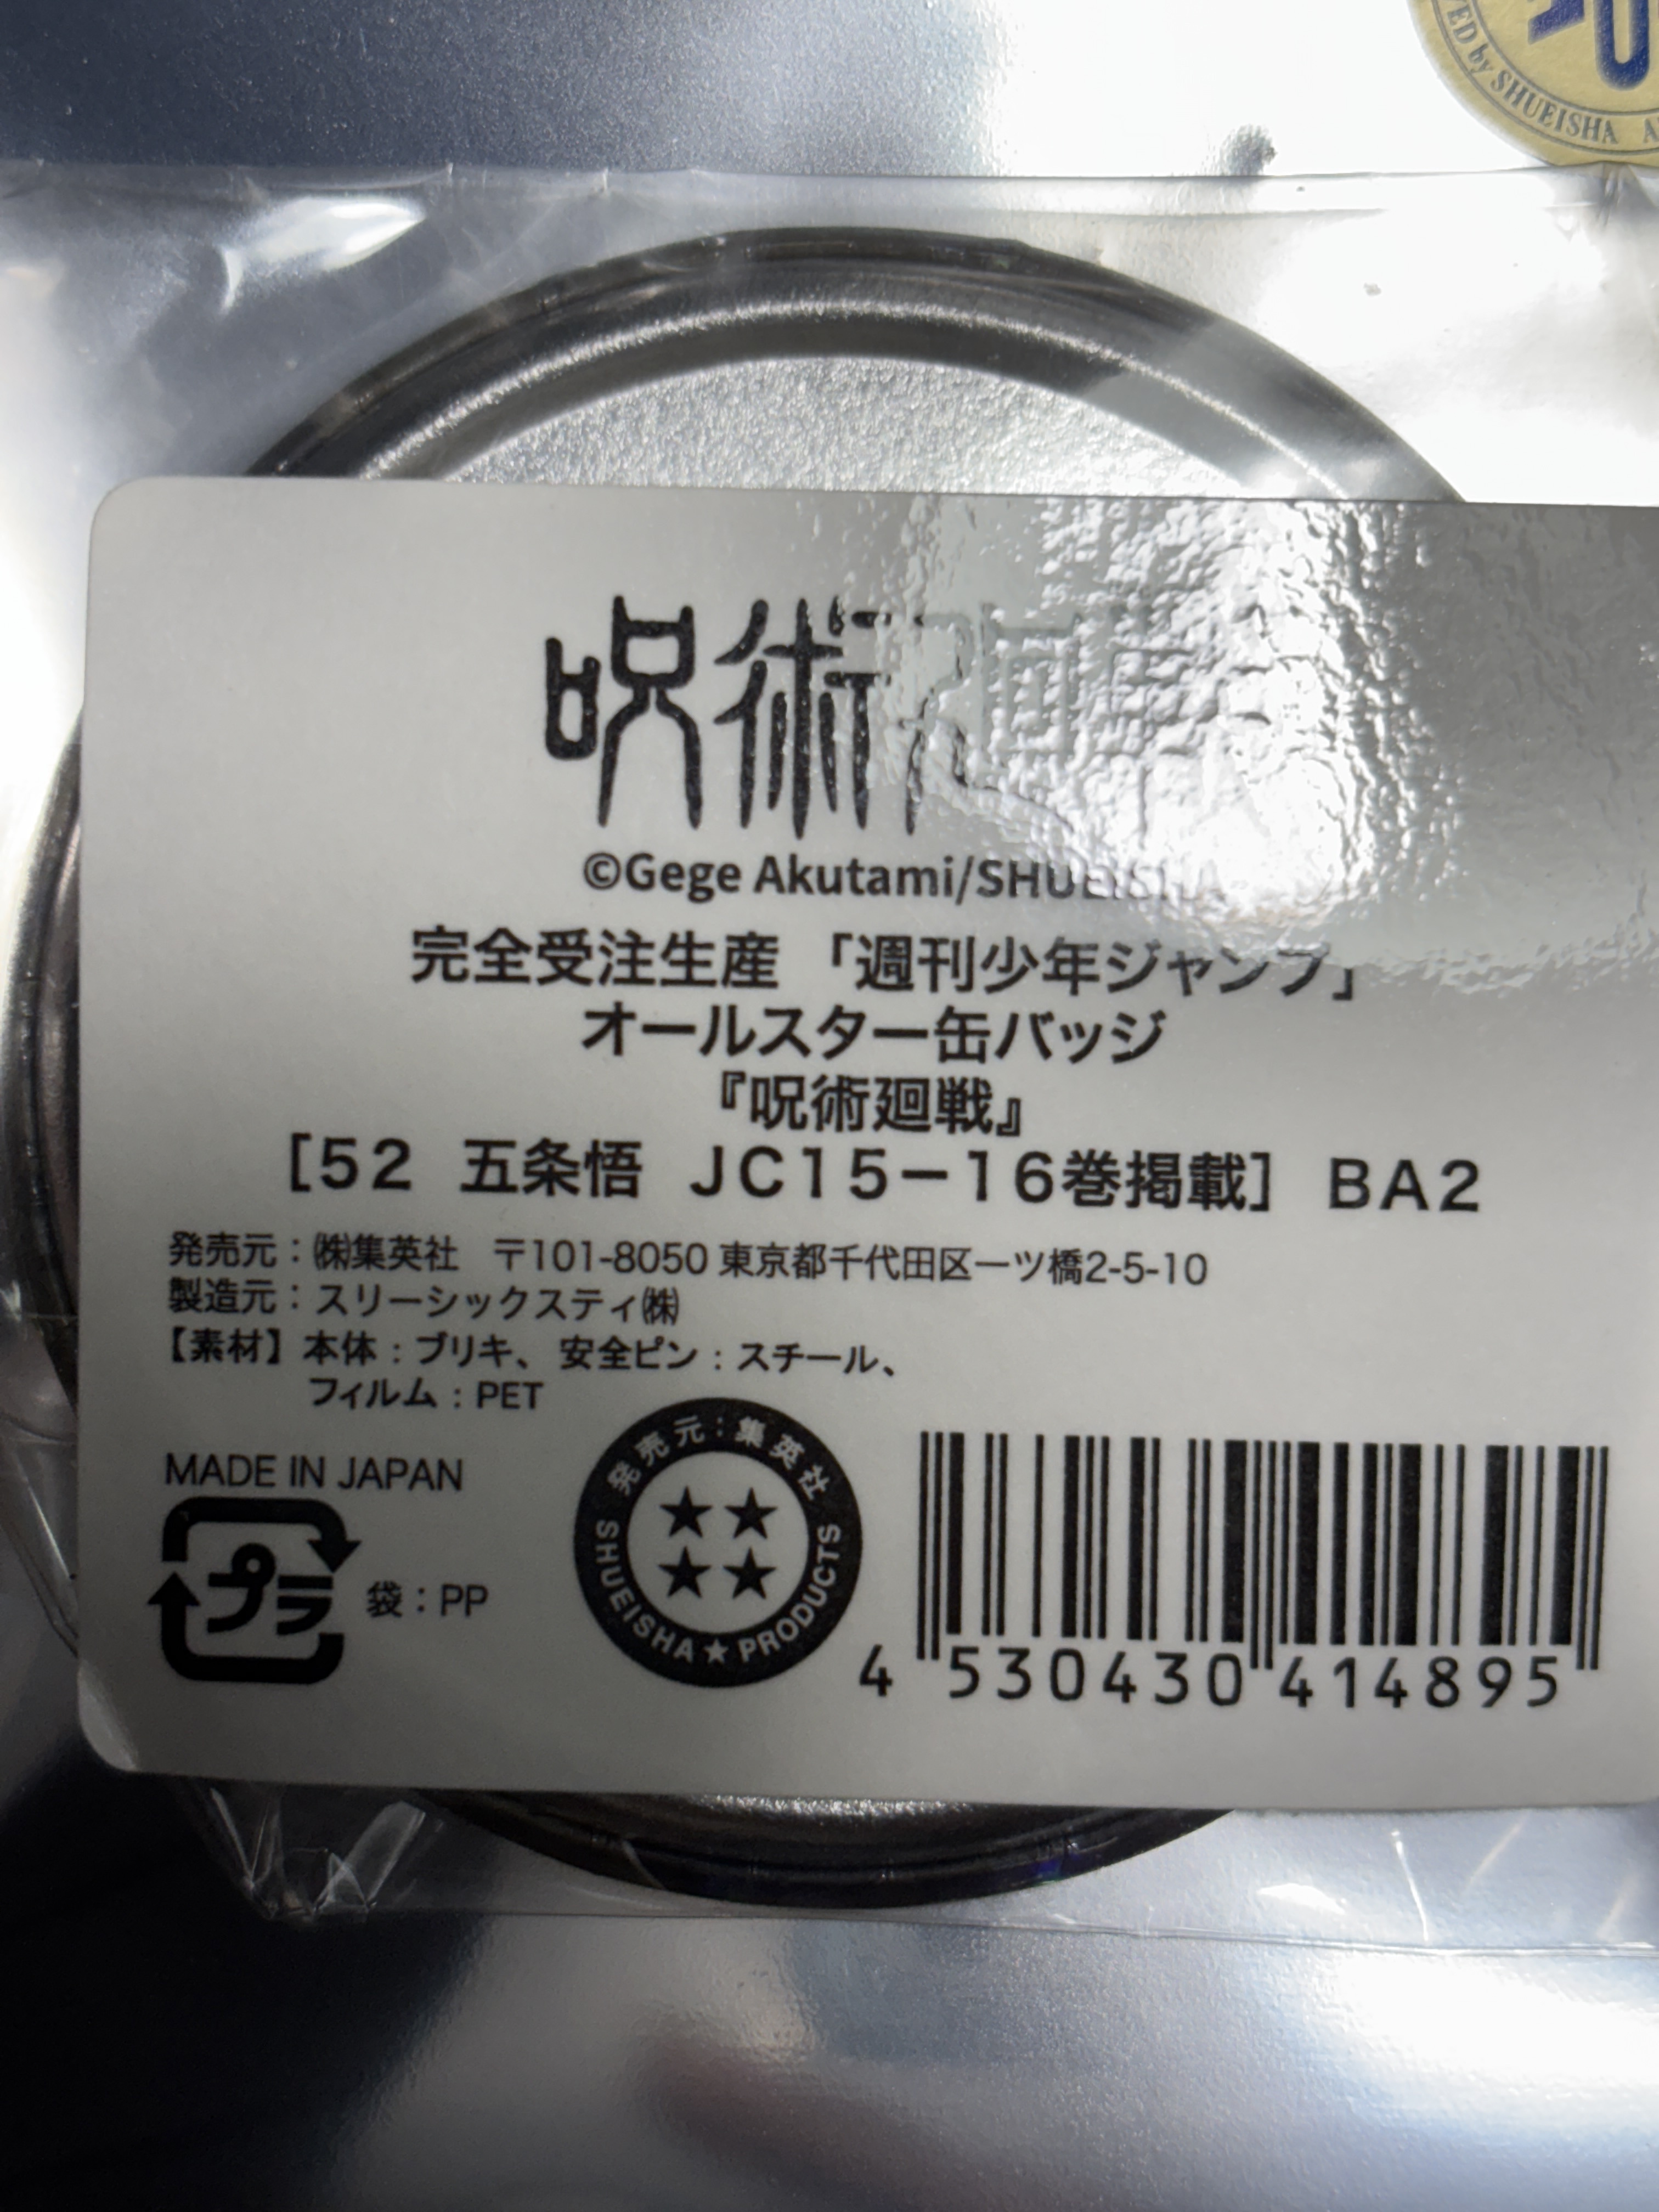 by SHUEISHA
呪術廻戦
©Gege Akutami/SHUEISHA
完全受注生産 「週刊少年ジャンプ」
オールスター缶バッジ
『呪術廻戦』
[52 五条悟 JC15−16巻掲載] BA2
発売元：㈱集英社 〒101-8050 東京都千代田区一ツ橋2-5-10
製造元：スリーシックスティ㈱
【素材】本体：ブリキ、安全ピン：スチール、
フィルム：PET
MADE IN JAPAN
プラ 袋：PP
発売元：集英社
SHUEISHA★PRODUCTS
4 530430 414895